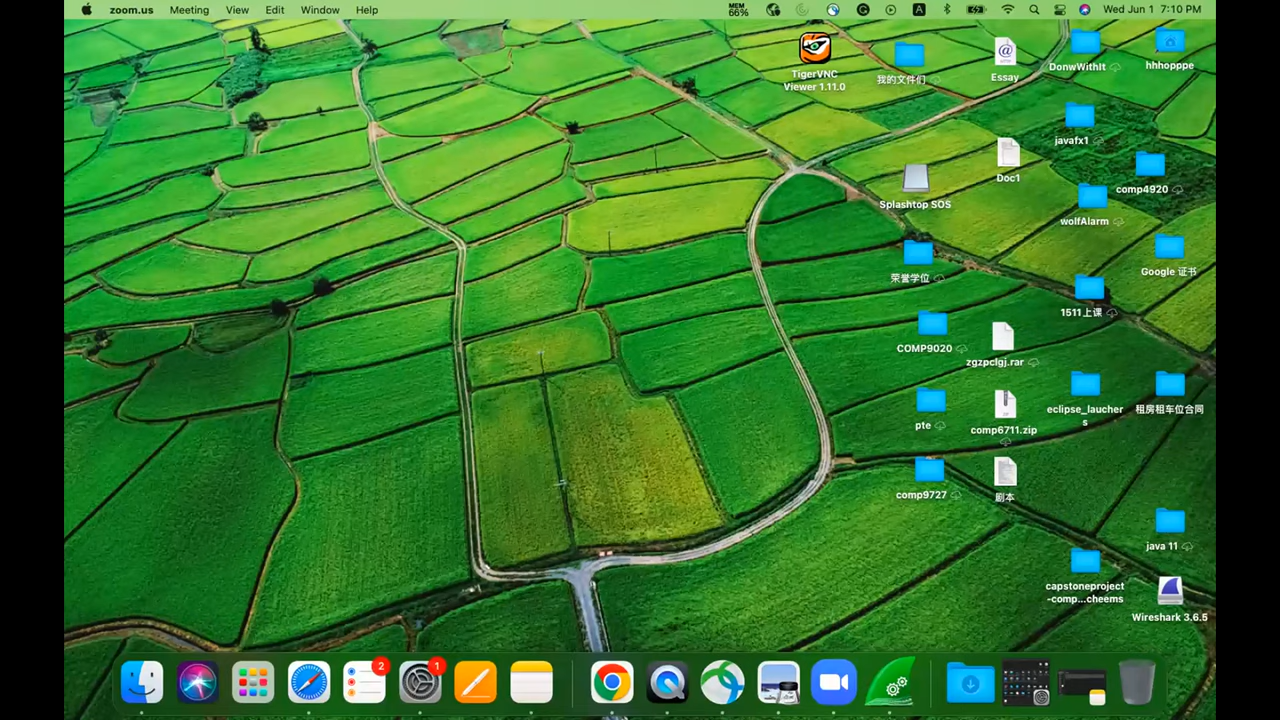 zoom.us Meeting View Edit Window Help
MEM
66%
A
Wed Jun 1 7:10 PM
TigerVNC
Viewer 1.11.0
我的文件们
Essay
DonwWithIt
hhhopppe
javafx1
Doc1
comp4920
Splashtop SOS
wolfAlarm
荣誉学位
Google 证书
1511上课
COMP9020
zgzpclgj.rar
eclipse_laucher
s
租房租车位合同
pte
comp6711.zip
comp9727
剧本
java 11
capstoneproject
-comp...cheems
Wireshark 3.6.5
2
1